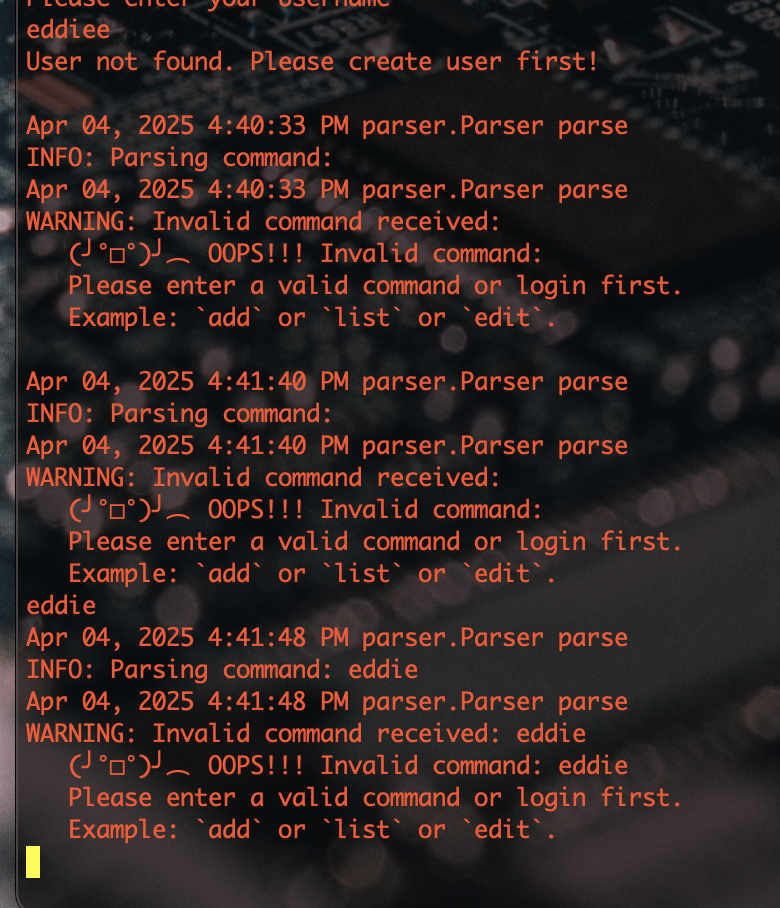 Please enter your username
eddiee
User not found. Please create user first!
Apr 04, 2025 4:40:33 PM parser.Parser parse
INFO: Parsing command:
Apr 04, 2025 4:40:33 PM parser.Parser parse
WARNING: Invalid command received:
(╯°□°)╯︵ OOPS!!! Invalid command:
Please enter a valid command or login first.
Example: `add` or `list` or `edit`.
Apr 04, 2025 4:41:40 PM parser.Parser parse
INFO: Parsing command:
Apr 04, 2025 4:41:40 PM parser.Parser parse
WARNING: Invalid command received:
(╯°□°)╯︵ OOPS!!! Invalid command:
Please enter a valid command or login first.
Example: `add` or `list` or `edit`.
eddie
Apr 04, 2025 4:41:48 PM parser.Parser parse
INFO: Parsing command: eddie
Apr 04, 2025 4:41:48 PM parser.Parser parse
WARNING: Invalid command received: eddie
(╯°□°)╯︵ OOPS!!! Invalid command: eddie
Please enter a valid command or login first.
Example: `add` or `list` or `edit`.